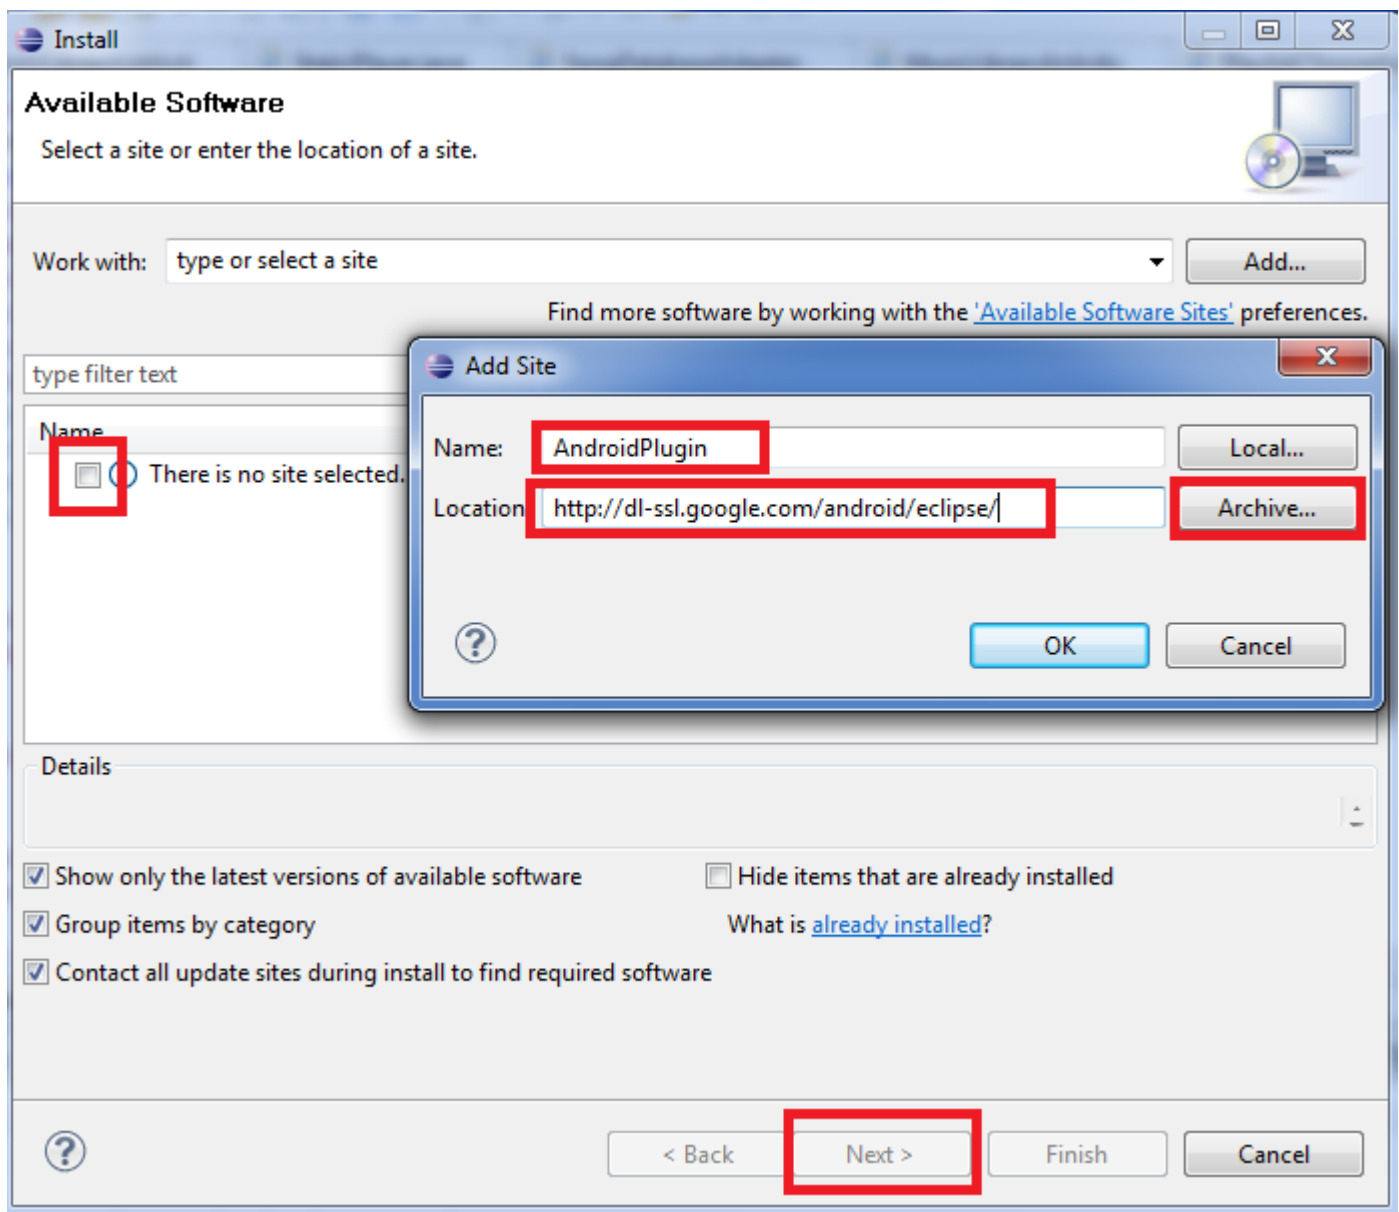 Install
Available Software
Select a site or enter the location of a site.
Work with: type or select a site Add...
Find more software by working with the 'Available Software Sites' preferences.
type filter text
Name
There is no site selected.
Add Site
Name: AndroidPlugin Local...
Location http://dl-ssl.google.com/android/eclipse/ Archive...
OK Cancel
Details
Show only the latest versions of available software Hide items that are already installed
Group items by category What is already installed?
Contact all update sites during install to find required software
< Back Next > Finish Cancel